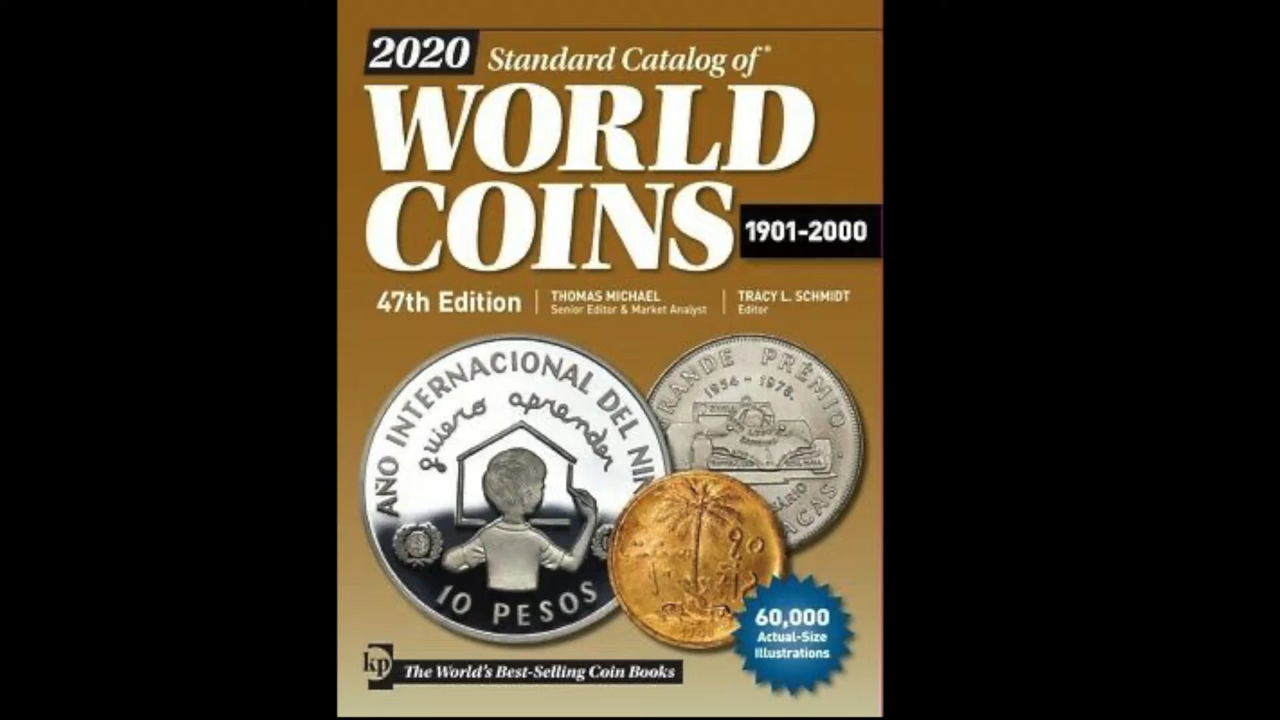 2020 Standard Catalog of®
WORLD
COINS
1901-2000
47th Edition
THOMAS MICHAEL
Senior Editor & Market Analyst
TRACY L. SCHMIDT
Editor
AÑO INTERNACIONAL DEL NIÑ
quiero aprender
10 PESOS
GRANDE PRÉMIO
1954 - 1978.
60,000
Actual-Size
Illustrations
kp
The World's Best-Selling Coin Books